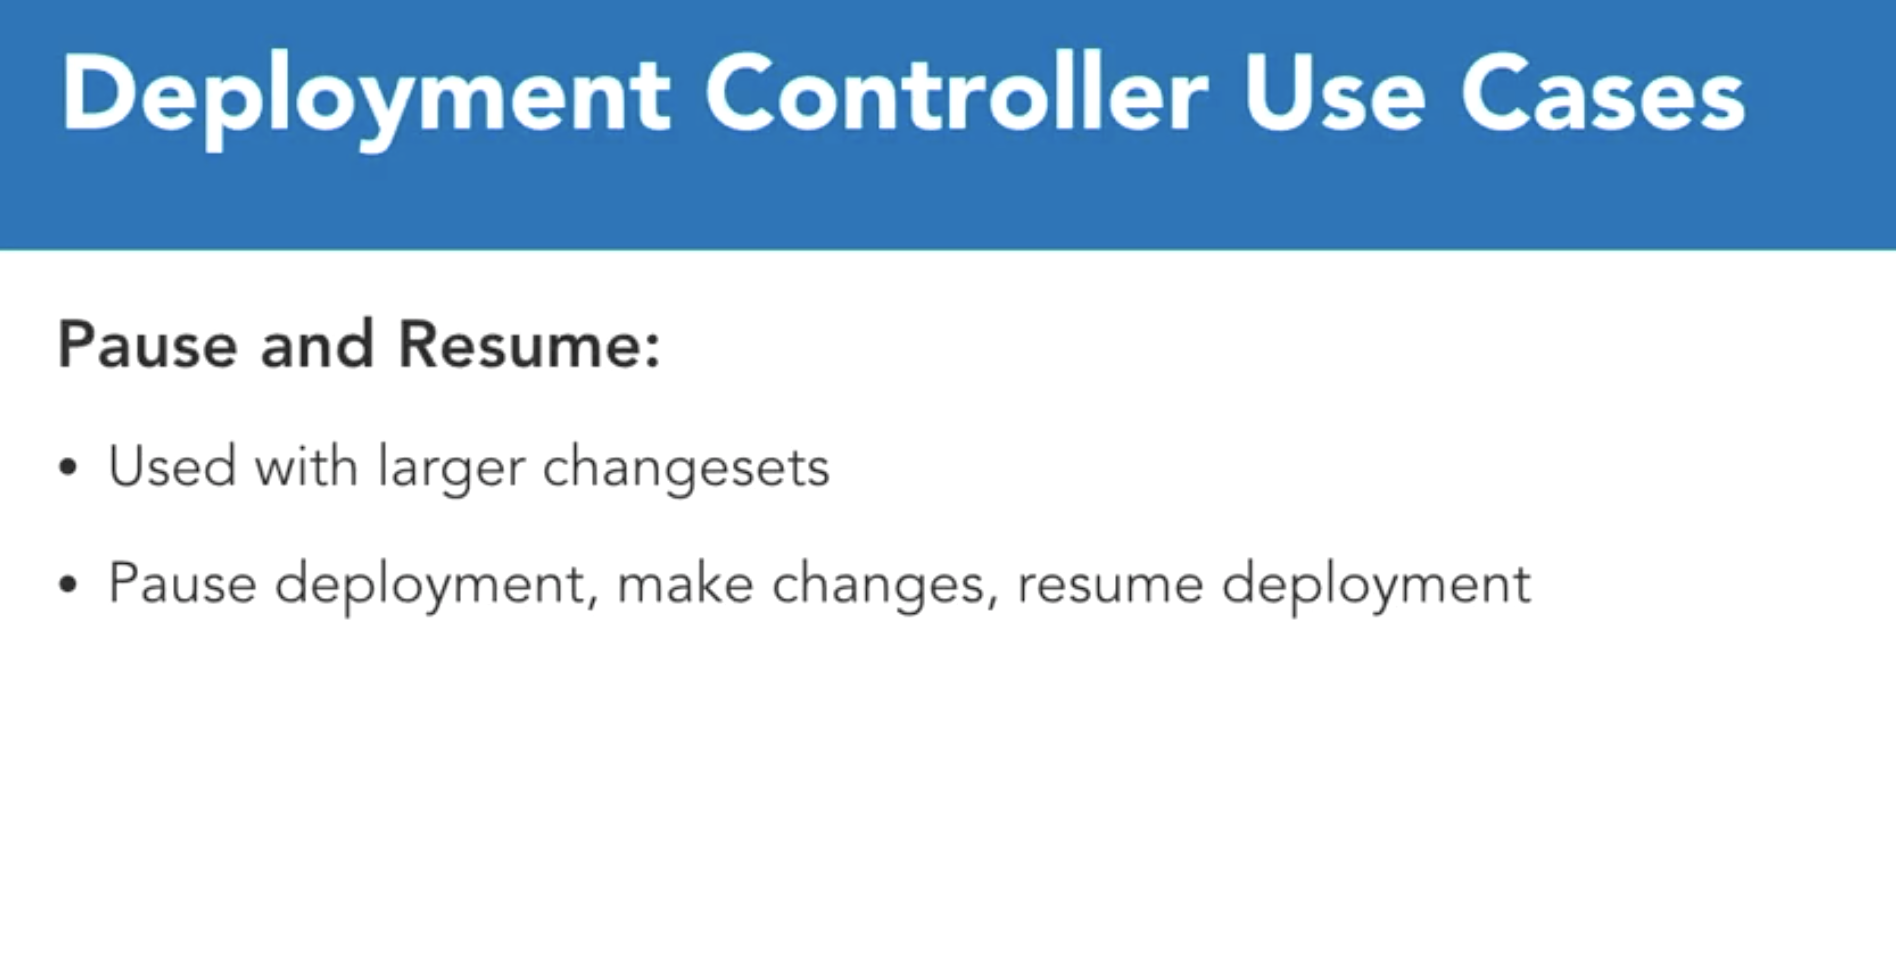 Deployment Controller Use Cases
Pause and Resume:
• Used with larger changesets
• Pause deployment, make changes, resume deployment